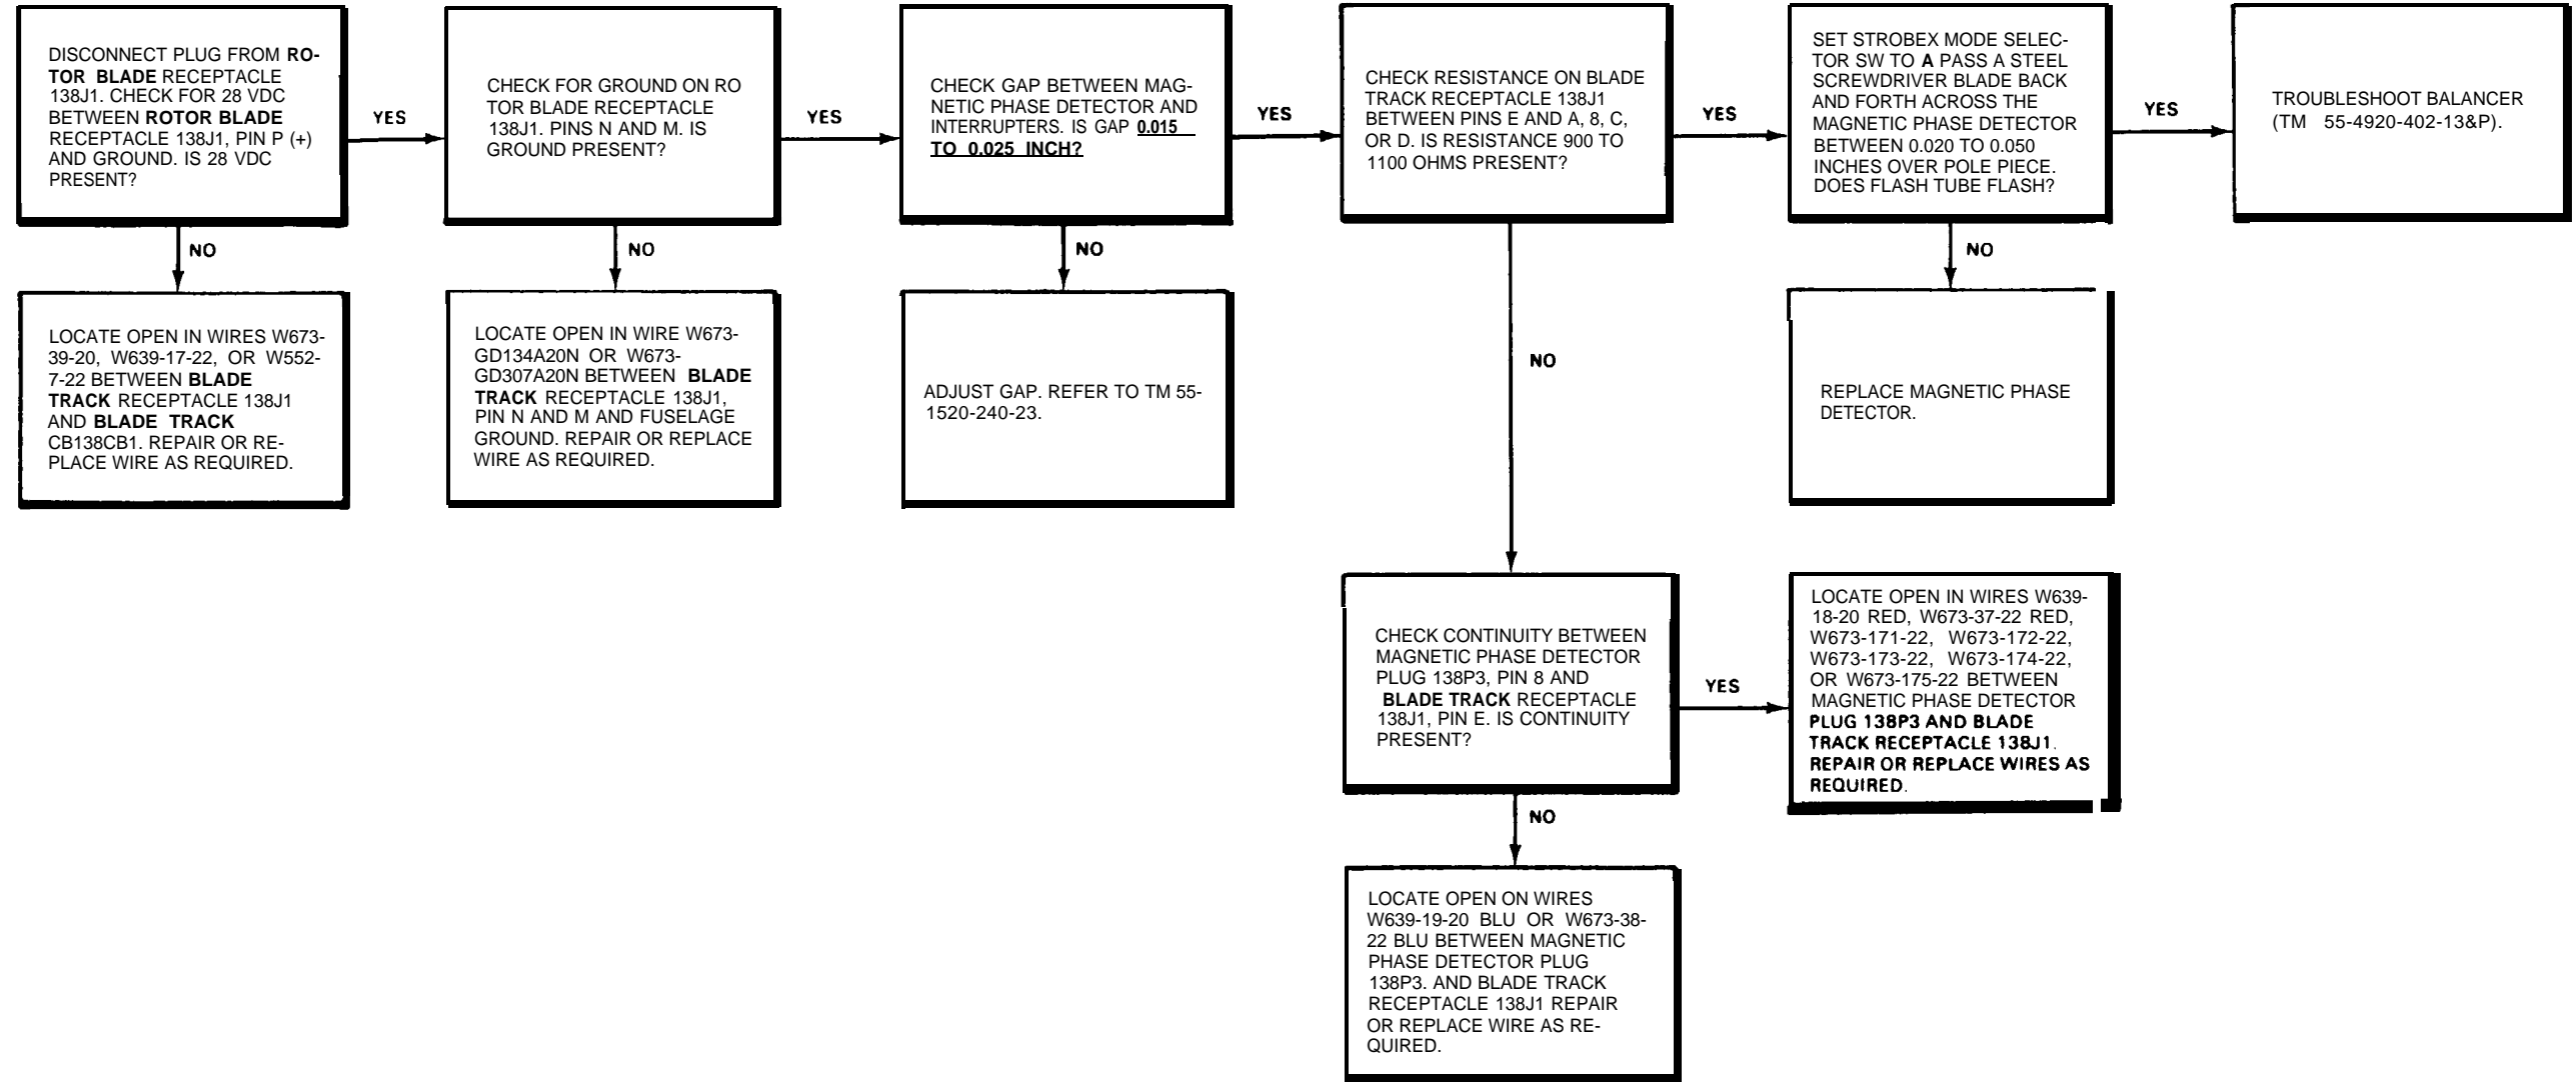 DISCONNECT PLUG FROM RO-
TOR BLADE RECEPTACLE
138J1. CHECK FOR 28 VDC
BETWEEN ROTOR BLADE
RECEPTACLE 138J1, PIN P (+)
AND GROUND. IS 28 VDC
PRESENT?
YES
CHECK FOR GROUND ON RO
TOR BLADE RECEPTACLE
138J1. PINS N AND M. IS
GROUND PRESENT?
YES
CHECK GAP BETWEEN MAG-
NETIC PHASE DETECTOR AND
INTERRUPTERS. IS GAP 0.015
TO 0.025 INCH?
YES
CHECK RESISTANCE ON BLADE
TRACK RECEPTACLE 138J1
BETWEEN PINS E AND A, 8, C,
OR D. IS RESISTANCE 900 TO
1100 OHMS PRESENT?
YES
SET STROBEX MODE SELEC-
TOR SW TO A PASS A STEEL
SCREWDRIVER BLADE BACK
AND FORTH ACROSS THE
MAGNETIC PHASE DETECTOR
BETWEEN 0.020 TO 0.050
INCHES OVER POLE PIECE.
DOES FLASH TUBE FLASH?
YES
TROUBLESHOOT BALANCER
(TM 55-4920-402-13&P).
NO
NO
NO
NO
NO
LOCATE OPEN IN WIRES W673-
39-20, W639-17-22, OR W552-
7-22 BETWEEN BLADE
TRACK RECEPTACLE 138J1
AND BLADE TRACK
CB138CB1. REPAIR OR RE-
PLACE WIRE AS REQUIRED.
LOCATE OPEN IN WIRE W673-
GD134A20N OR W673-
GD307A20N BETWEEN BLADE
TRACK RECEPTACLE 138J1,
PIN N AND M AND FUSELAGE
GROUND. REPAIR OR REPLACE
WIRE AS REQUIRED.
ADJUST GAP. REFER TO TM 55-
1520-240-23.
REPLACE MAGNETIC PHASE
DETECTOR.
CHECK CONTINUITY BETWEEN
MAGNETIC PHASE DETECTOR
PLUG 138P3, PIN 8 AND
BLADE TRACK RECEPTACLE
138J1, PIN E. IS CONTINUITY
PRESENT?
YES
LOCATE OPEN IN WIRES W639-
18-20 RED, W673-37-22 RED,
W673-171-22, W673-172-22,
W673-173-22, W673-174-22,
OR W673-175-22 BETWEEN
MAGNETIC PHASE DETECTOR
PLUG 138P3 AND BLADE
TRACK RECEPTACLE 138J1.
REPAIR OR REPLACE WIRES AS
REQUIRED.
NO
LOCATE OPEN ON WIRES
W639-19-20 BLU OR W673-38-
22 BLU BETWEEN MAGNETIC
PHASE DETECTOR PLUG
138P3. AND BLADE TRACK
RECEPTACLE 138J1 REPAIR
OR REPLACE WIRE AS RE-
QUIRED.